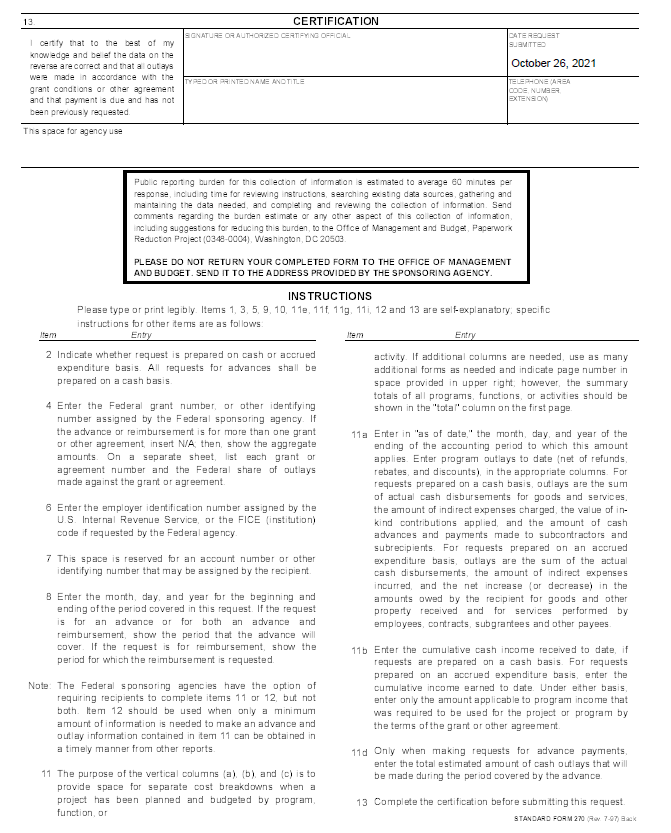 13.
CERTIFICATION
I certify that to the best of my
knowledge and belief the data on the
reverse are correct and that all outlays
were made in accordance with the
grant conditions or other agreement
and that payment is due and has not
been previously requested.
SIGNATURE OR AUTHORIZED CERTIFYING OFFICIAL
DATE REQUEST
SUBMITTED
October 26, 2021
TYPED OR PRINTED NAME AND TITLE
TELEPHONE (AREA
CODE, NUMBER,
EXTENSION)
This space for agency use
Public reporting burden for this collection of information is estimated to average 60 minutes per
response, including time for reviewing instructions, searching existing data sources, gathering and
maintaining the data needed, and completing and reviewing the collection of information. Send
comments regarding the burden estimate or any other aspect of this collection of information,
including suggestions for reducing this burden, to the Office of Management and Budget, Paperwork
Reduction Project (0348-0004), Washington, DC 20503.
PLEASE DO NOT RETURN YOUR COMPLETED FORM TO THE OFFICE OF MANAGEMENT
AND BUDGET. SEND IT TO THE ADDRESS PROVIDED BY THE SPONSORING AGENCY.
INSTRUCTIONS
Please type or print legibly. Items 1, 3, 5, 9, 10, 11e, 11f, 11g, 11i, 12 and 13 are self-explanatory; specific
instructions for other items are as follows:
Item Entry
2 Indicate whether request is prepared on cash or accrued
expenditure basis. All requests for advances shall be
prepared on a cash basis.
4 Enter the Federal grant number, or other identifying
number assigned by the Federal sponsoring agency. If
the advance or reimbursement is for more than one grant
or other agreement, insert N/A; then, show the aggregate
amounts. On a separate sheet, list each grant or
agreement number and the Federal share of outlays
made against the grant or agreement.
6 Enter the employer identification number assigned by the
U.S. Internal Revenue Service, or the FICE (institution)
code if requested by the Federal agency.
7 This space is reserved for an account number or other
identifying number that may be assigned by the recipient.
8 Enter the month, day, and year for the beginning and
ending of the period covered in this request. If the request
is for an advance or for both an advance and
reimbursement, show the period that the advance will
cover. If the request is for reimbursement, show the
period for which the reimbursement is requested.
Note: The Federal sponsoring agencies have the option of
requiring recipients to complete items 11 or 12, but not
both. Item 12 should be used when only a minimum
amount of information is needed to make an advance and
outlay information contained in item 11 can be obtained in
a timely manner from other reports.
11 The purpose of the vertical columns (a), (b), and (c) is to
provide space for separate cost breakdowns when a
project has been planned and budgeted by program,
function, or
Item Entry
activity. If additional columns are needed, use as many
additional forms as needed and indicate page number in
space provided in upper right; however, the summary
totals of all programs, functions, or activities should be
shown in the "total" column on the first page.
11a Enter in "as of date," the month, day, and year of the
ending of the accounting period to which this amount
applies. Enter program outlays to date (net of refunds,
rebates, and discounts), in the appropriate columns. For
requests prepared on a cash basis, outlays are the sum
of actual cash disbursements for goods and services,
the amount of indirect expenses charged, the value of in-
kind contributions applied, and the amount of cash
advances and payments made to subcontractors and
subrecipients. For requests prepared on an accrued
expenditure basis, outlays are the sum of the actual
cash disbursements, the amount of indirect expenses
incurred, and the net increase (or decrease) in the
amounts owed by the recipient for goods and other
property received and for services performed by
employees, contracts, subgrantees and other payees.
11b Enter the cumulative cash income received to date, if
requests are prepared on a cash basis. For requests
prepared on an accrued expenditure basis, enter the
cumulative income earned to date. Under either basis,
enter only the amount applicable to program income that
was required to be used for the project or program by
the terms of the grant or other agreement.
11d Only when making requests for advance payments,
enter the total estimated amount of cash outlays that will
be made during the period covered by the advance.
13 Complete the certification before submitting this request.
STANDARD FORM 270 (Rev. 7-97) Back